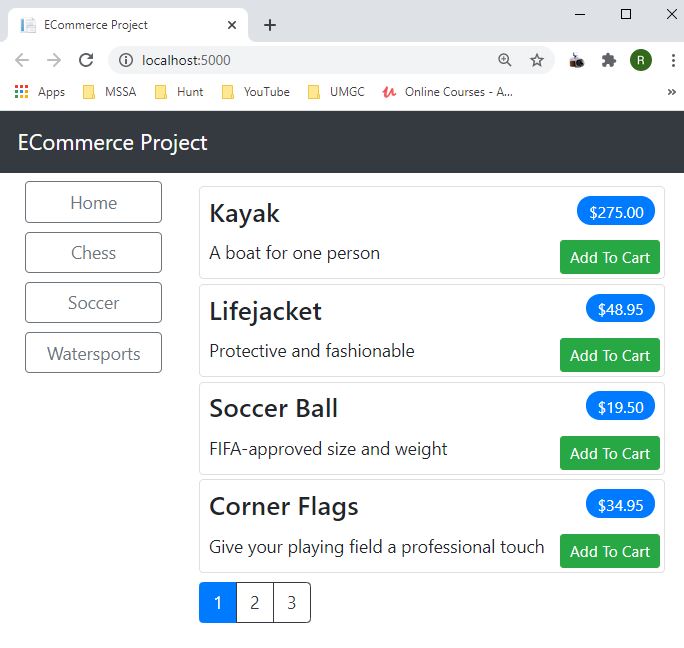 ECommerce Project
localhost:5000
R
Apps MSSA Hunt YouTube UMGC Online Courses - A... »
ECommerce Project
Home
Chess
Soccer
Watersports
Kayak $275.00
A boat for one person Add To Cart
Lifejacket $48.95
Protective and fashionable Add To Cart
Soccer Ball $19.50
FIFA-approved size and weight Add To Cart
Corner Flags $34.95
Give your playing field a professional touch Add To Cart
1 2 3